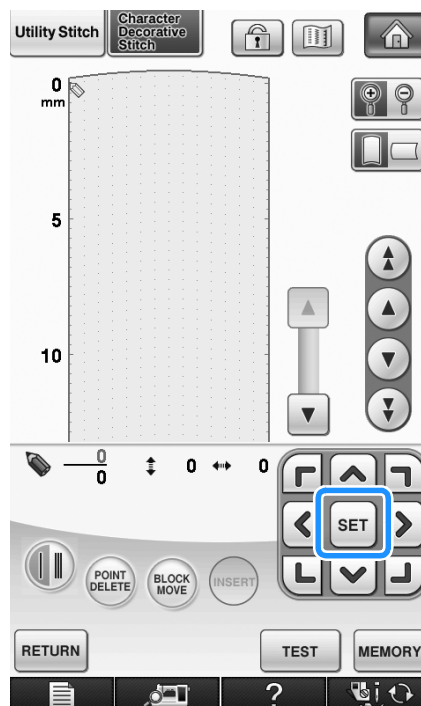 Utility Stitch
Character
Decorative
Stitch
0
mm
5
10
0
0
0
0
SET
POINT
DELETE
BLOCK
MOVE
INSERT
RETURN
TEST
MEMORY
?